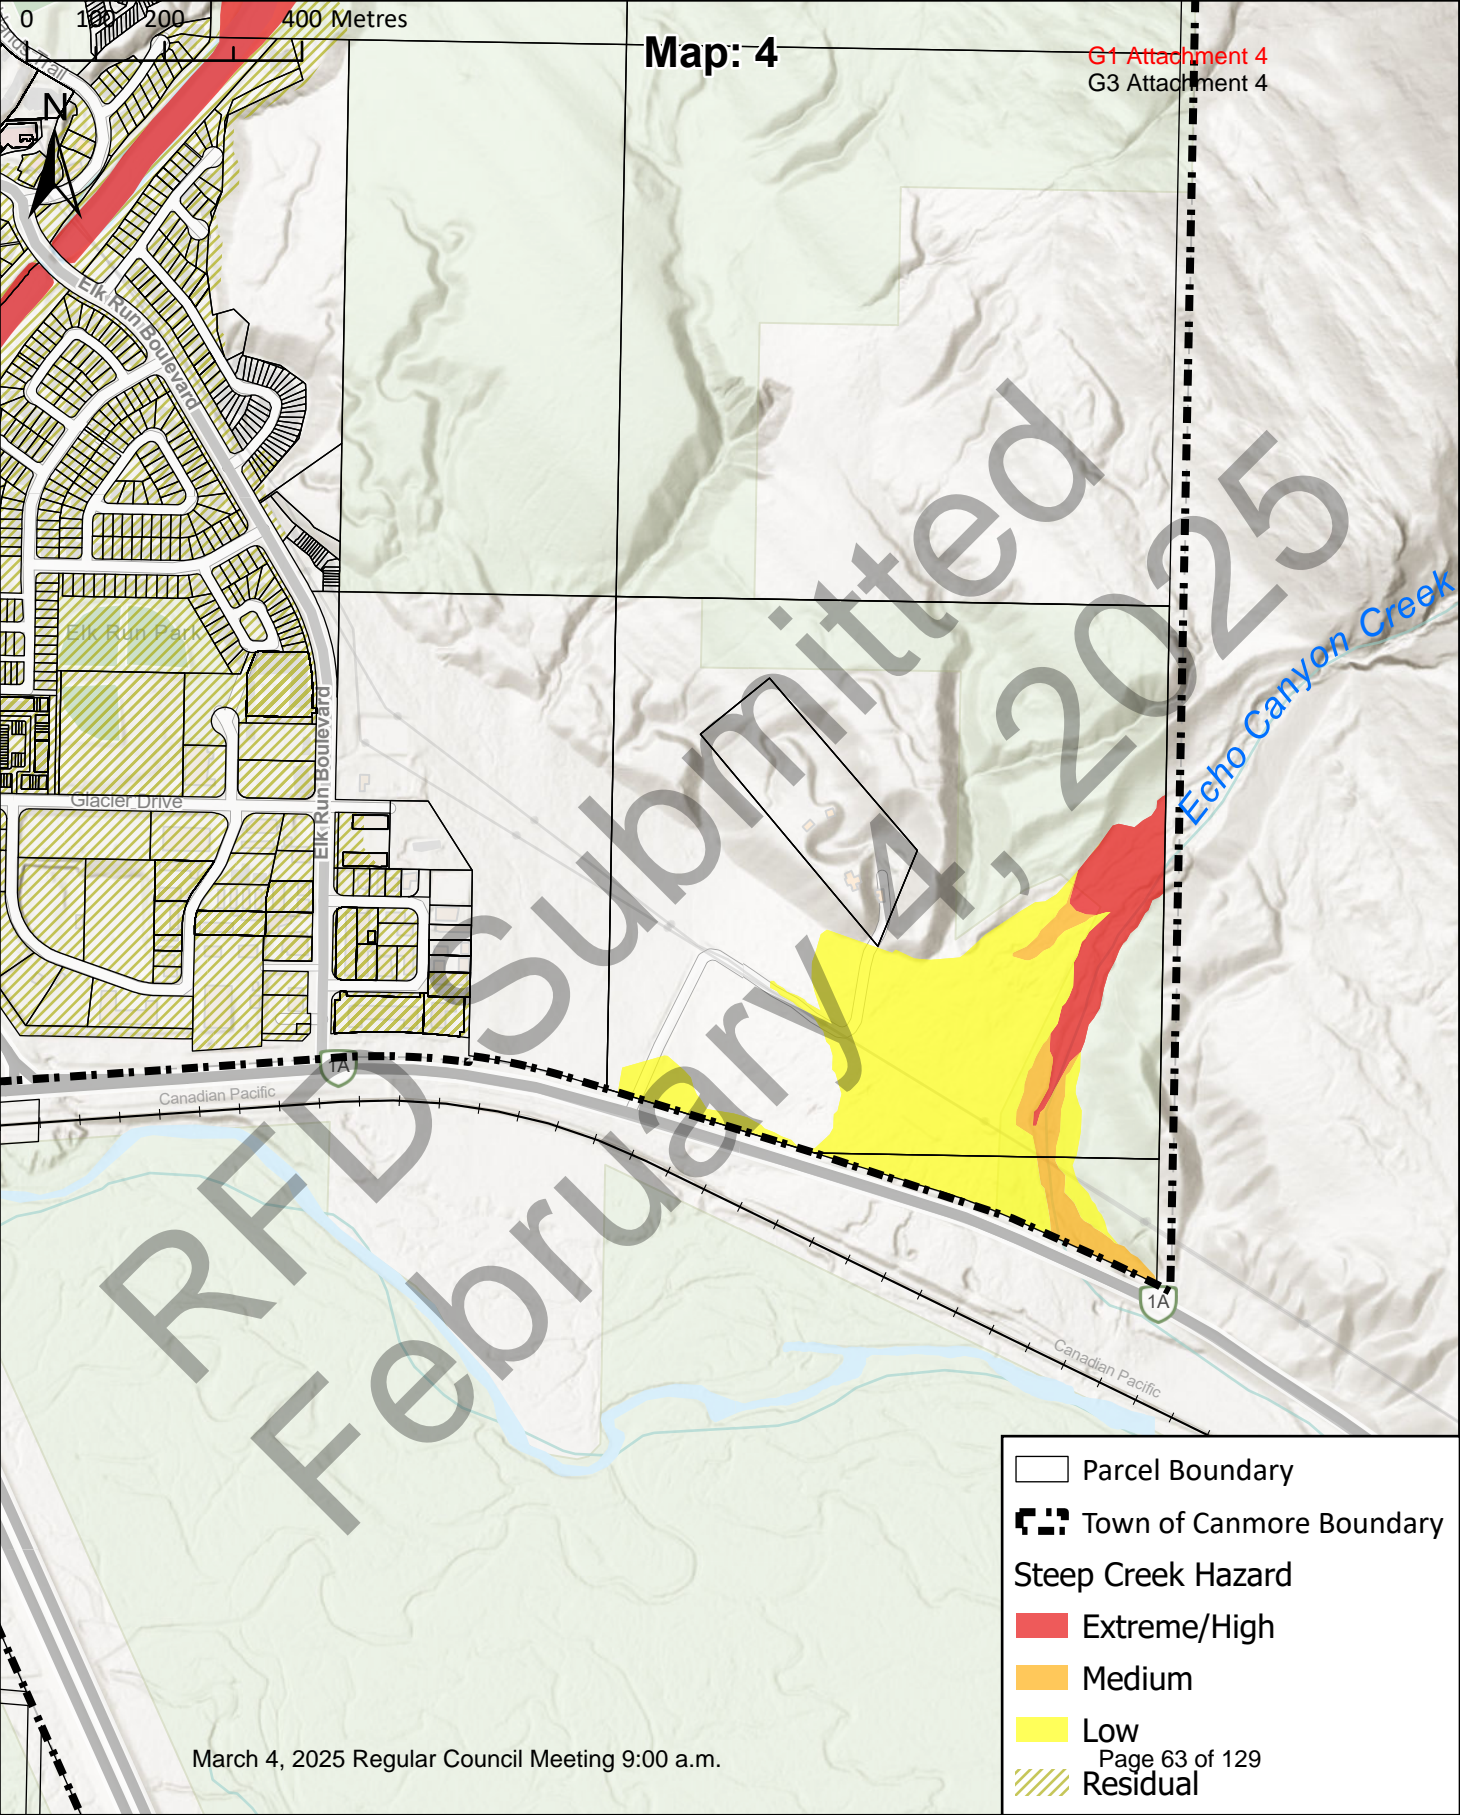 0 100 200 400 Metres
Map: 4
G1 Attachment 4
G3 Attachment 4
Trail
N
Elk Run Boulevard
Elk Run Park
Elk Run Boulevard
Glacier Drive
Echo Canyon Creek
RFD Submitted
February 4, 2025
1A
Canadian Pacific
1A
Canadian Pacific
Parcel Boundary
Town of Canmore Boundary
Steep Creek Hazard
Extreme/High
Medium
Low
Residual
March 4, 2025 Regular Council Meeting 9:00 a.m.
Page 63 of 129